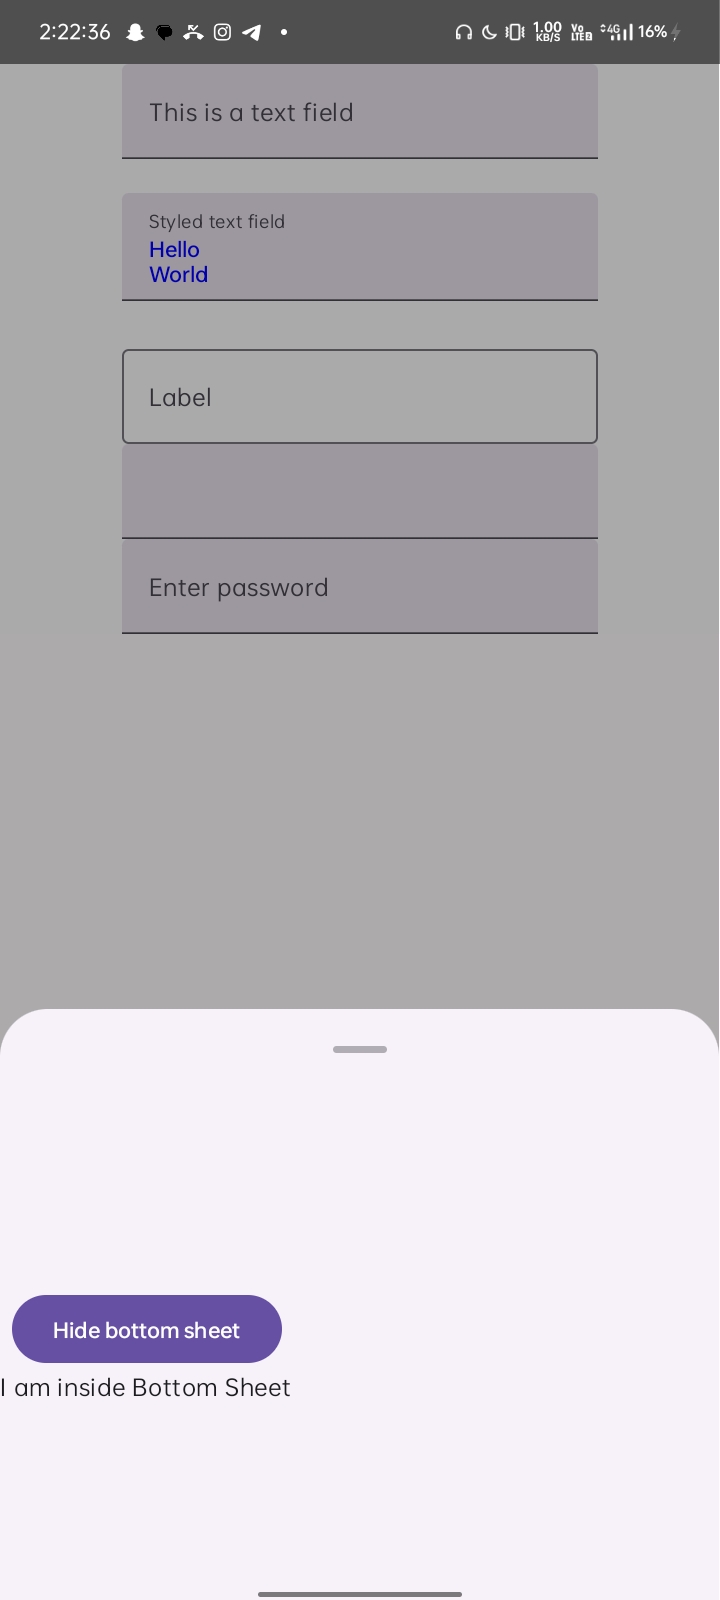 2:22:36
1.00
KB/S
Vo
LTE2
4G
16%
This is a text field
Styled text field
Hello
World
Label
Enter password
Hide bottom sheet
I am inside Bottom Sheet